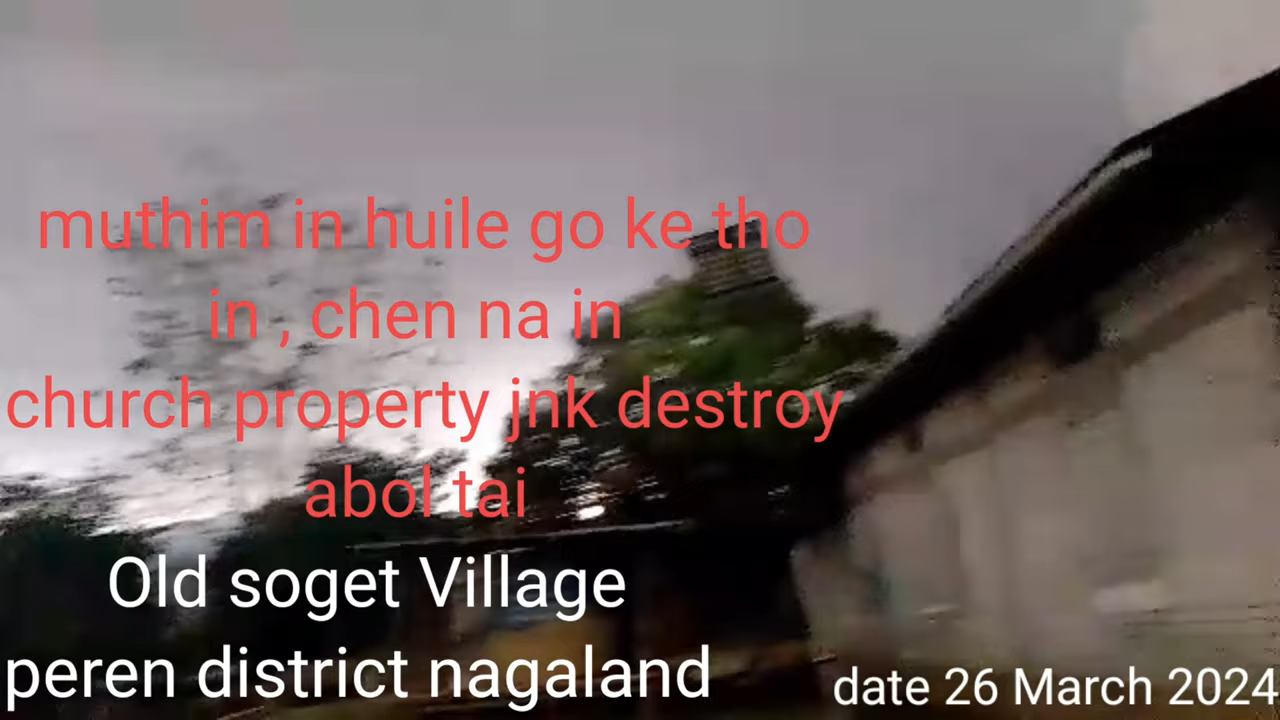 muthim in huile go ke tho
in , chen na in
church property jnk destroy
abol tai
Old soget Village
peren district nagaland
date 26 March 2024